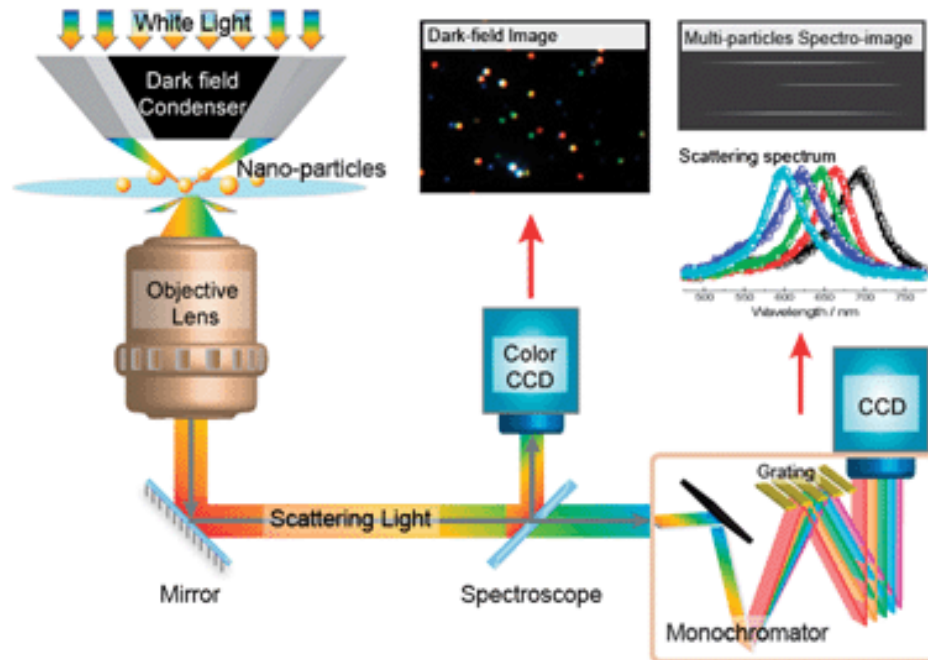 White Light
Dark field
Condenser
Nano-particles
Objective
Lens
Mirror
Scattering Light
Spectroscope
Color
CCD
Dark-field Image
Multi-particles Spectro-image
Scattering spectrum
500 550 600 650 700 750
Wavelength / nm
CCD
Grating
Monochromator